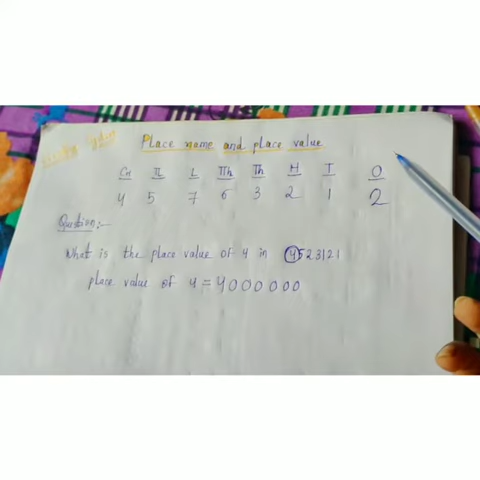 Place name and place value
Cr TL L TTh Th H T O
4 5 7 6 3 2 1 2
Question:-
What is the place value of 4 in 4523121
place value of 4 = 4000000